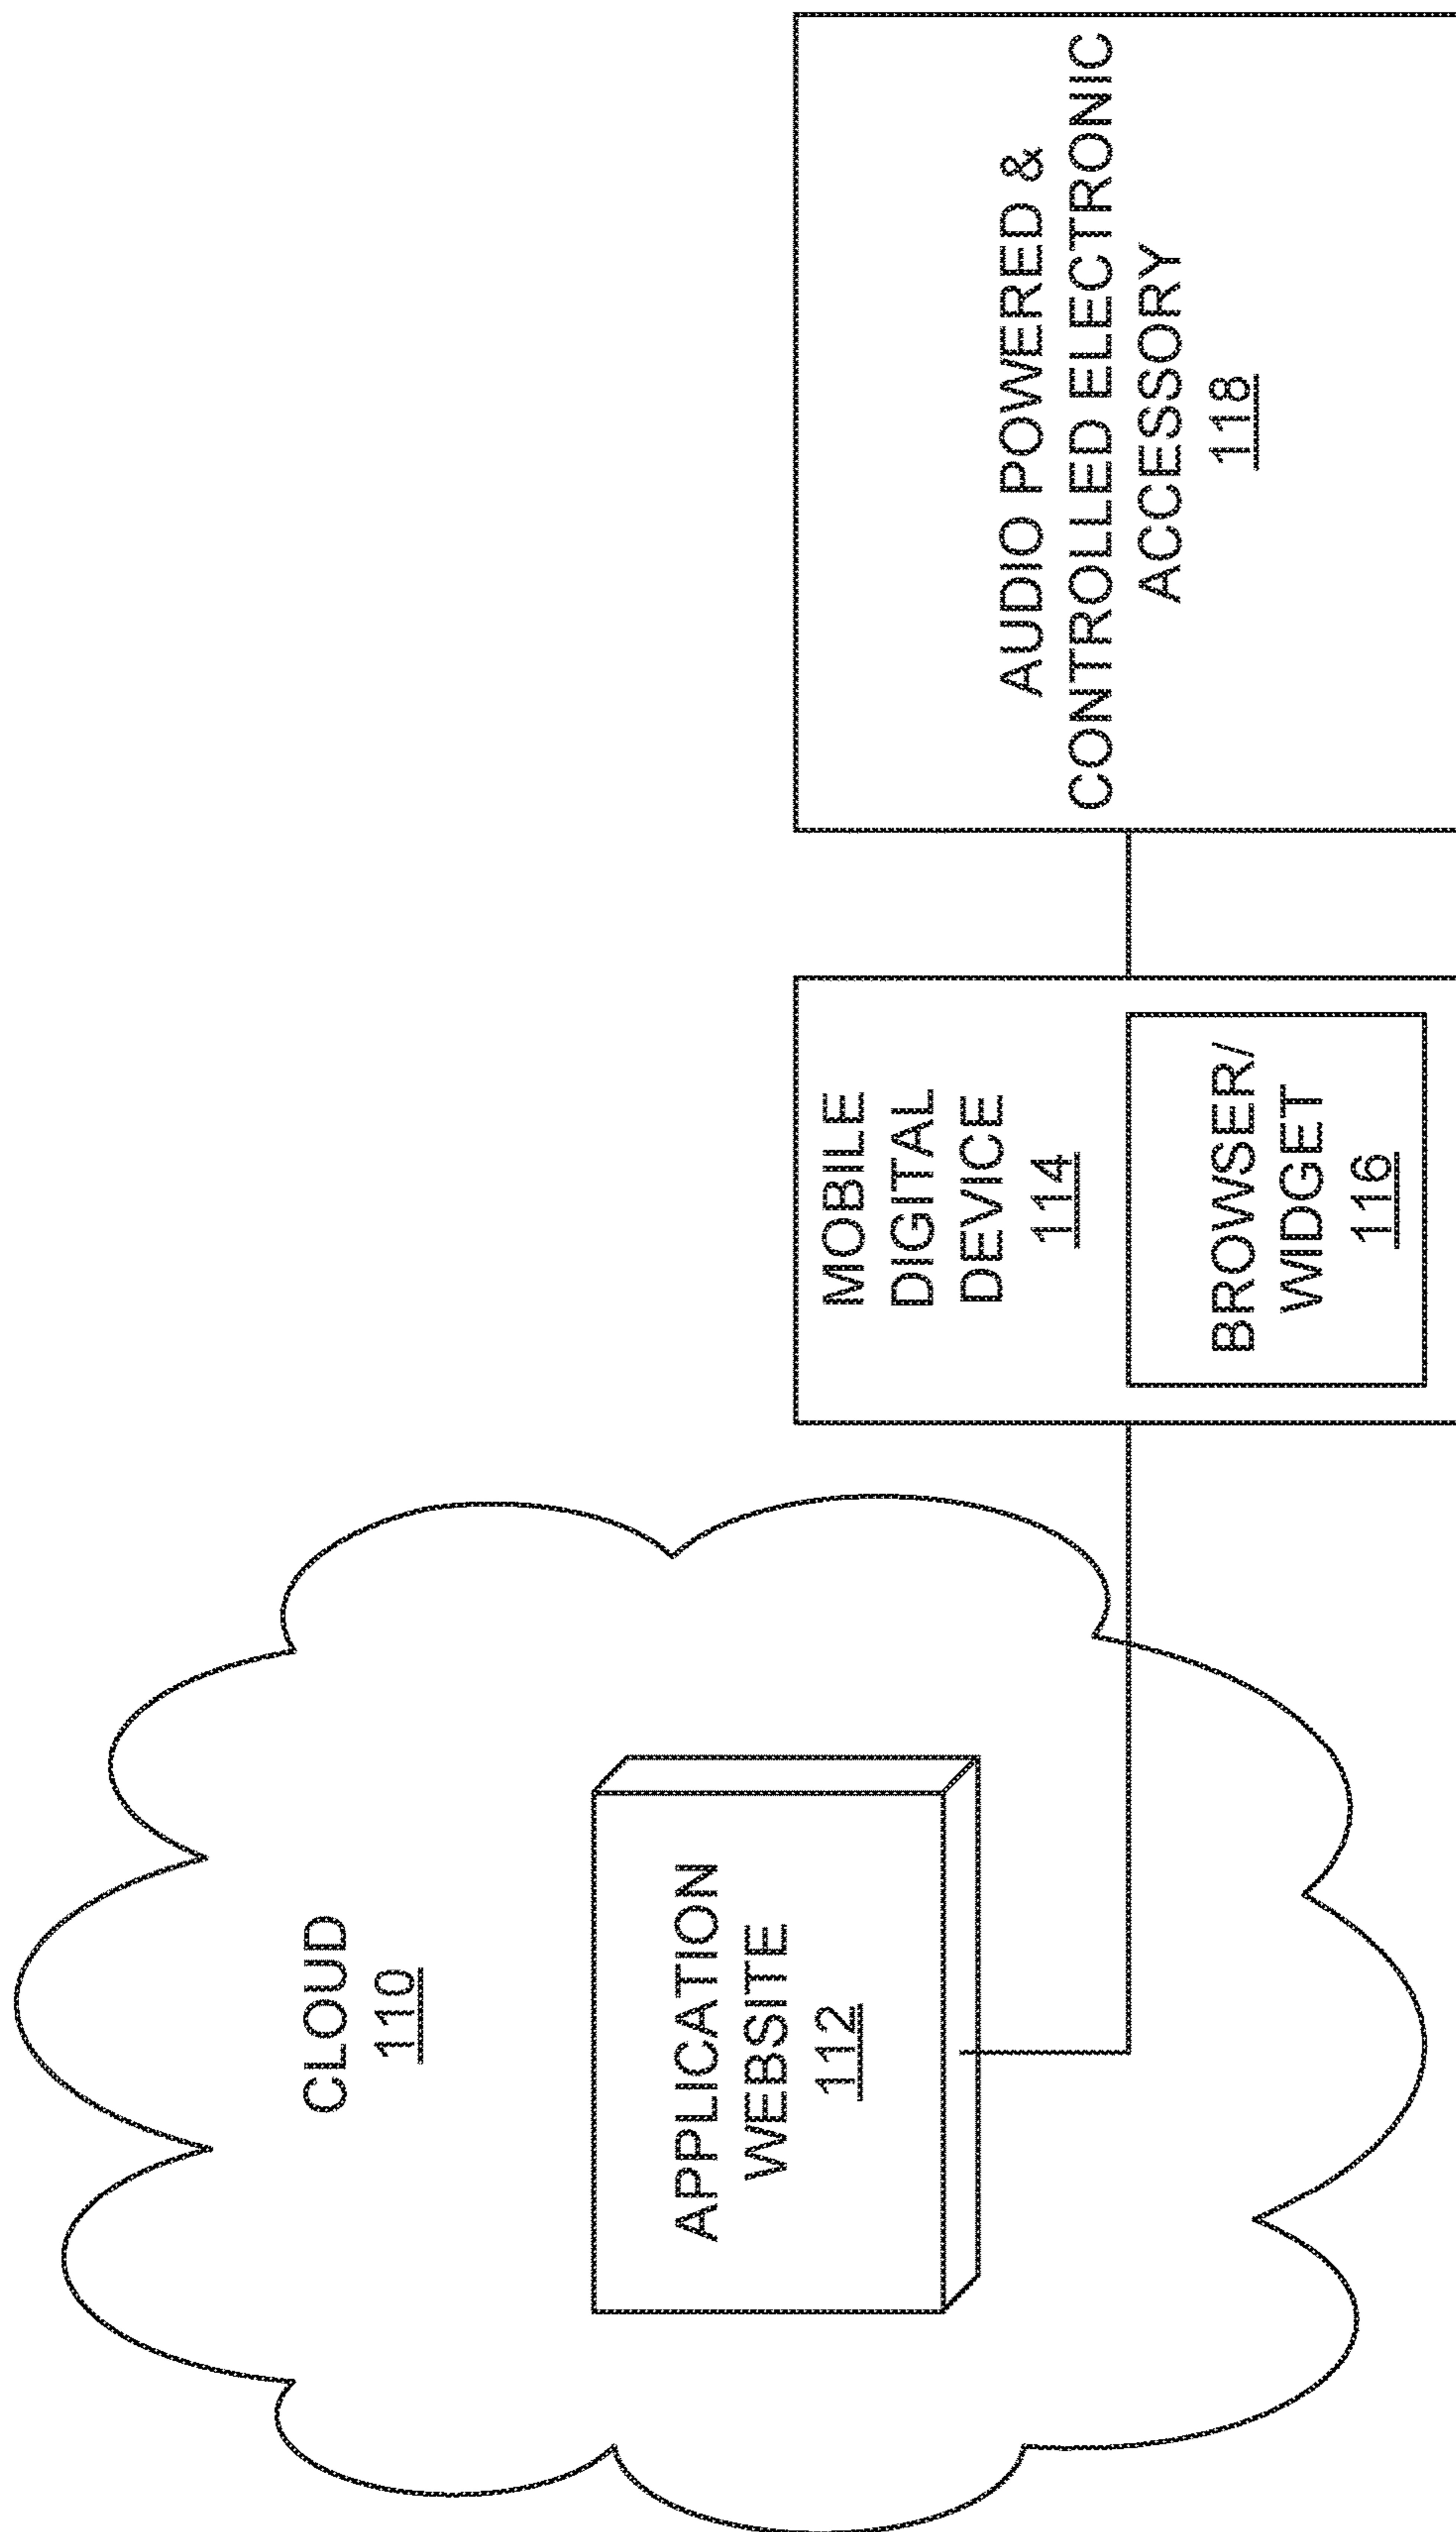 CLOUD
110
APPLICATION
WEBSITE
112
MOBILE
DIGITAL
DEVICE
114
BROWSER/
WIDGET
116
AUDIO POWERED &
CONTROLLED ELECTRONIC
ACCESSORY
118